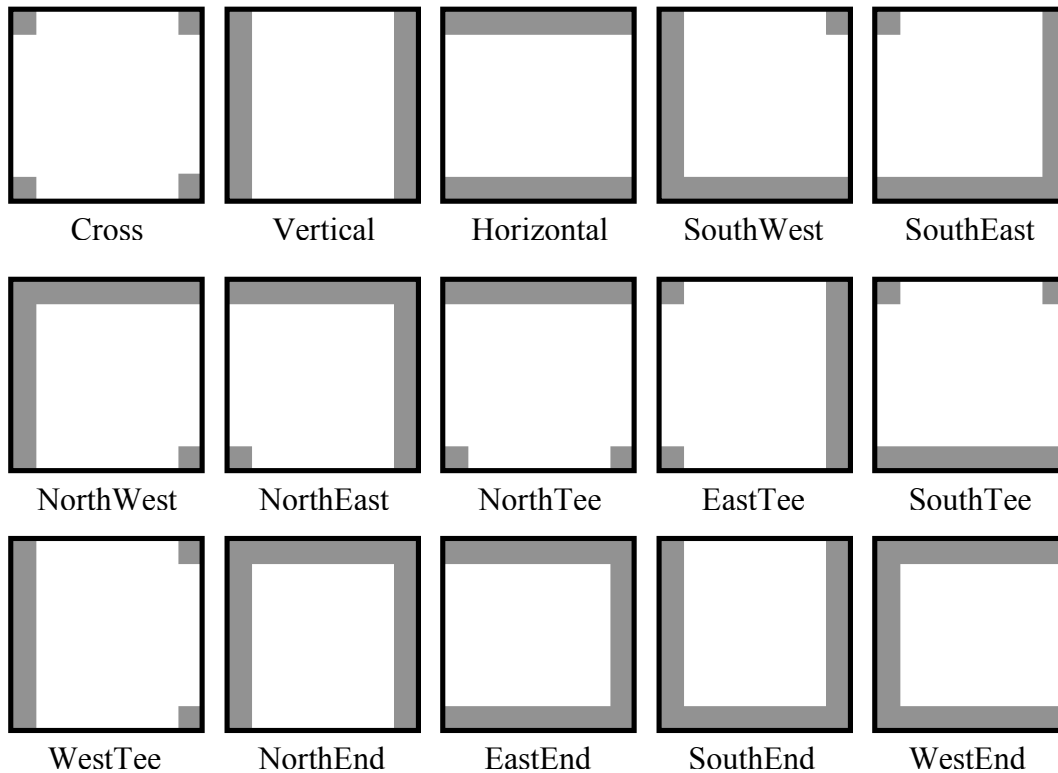 Cross Vertical Horizontal SouthWest SouthEast
NorthWest NorthEast NorthTee EastTee SouthTee
WestTee NorthEnd EastEnd SouthEnd WestEnd